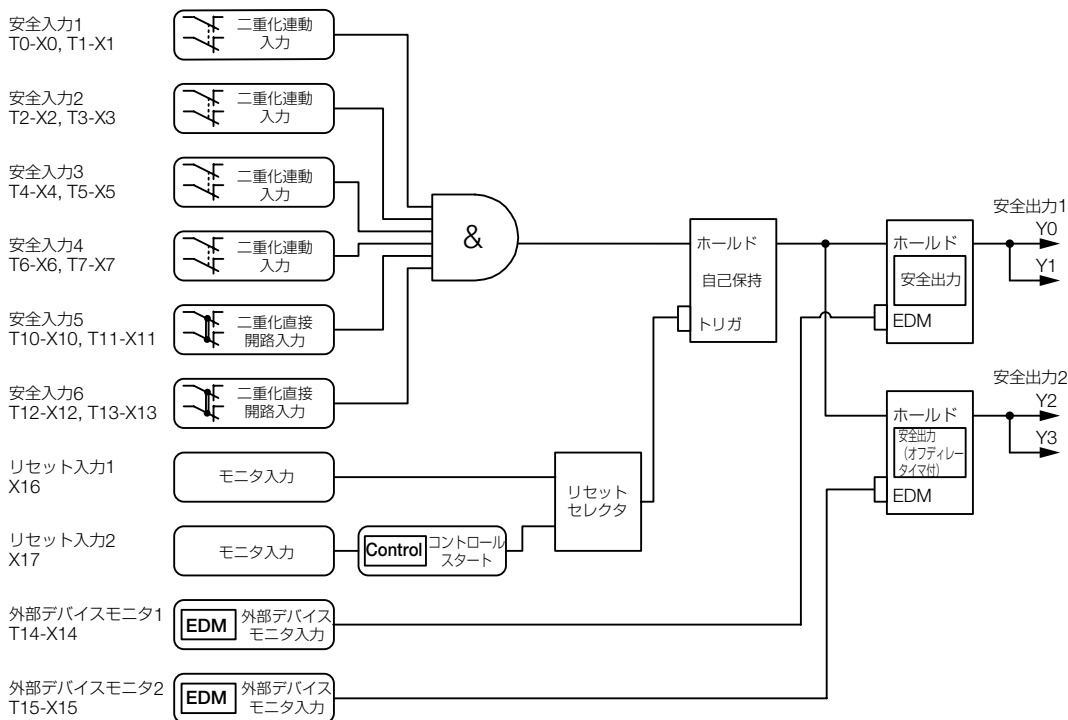 安全入力1
T0-X0, T1-X1
二重化連動
入力
安全入力2
T2-X2, T3-X3
二重化連動
入力
安全入力3
T4-X4, T5-X5
二重化連動
入力
安全入力4
T6-X6, T7-X7
二重化連動
入力
安全入力5
T10-X10, T11-X11
二重化直接
開路入力
安全入力6
T12-X12, T13-X13
二重化直接
開路入力
リセット入力1
X16
モニタ入力
リセット入力2
X17
モニタ入力
Control
コントロール
スタート
外部デバイスモニタ1
T14-X14
EDM
外部デバイス
モニタ入力
外部デバイスモニタ2
T15-X15
EDM
外部デバイス
モニタ入力
&
リセット
セレクタ
ホールド
自己保持
トリガ
ホールド
安全出力
EDM
安全出力1
Y0
Y1
ホールド
安全出力
(オフディレー
タイマ付)
EDM
安全出力2
Y2
Y3